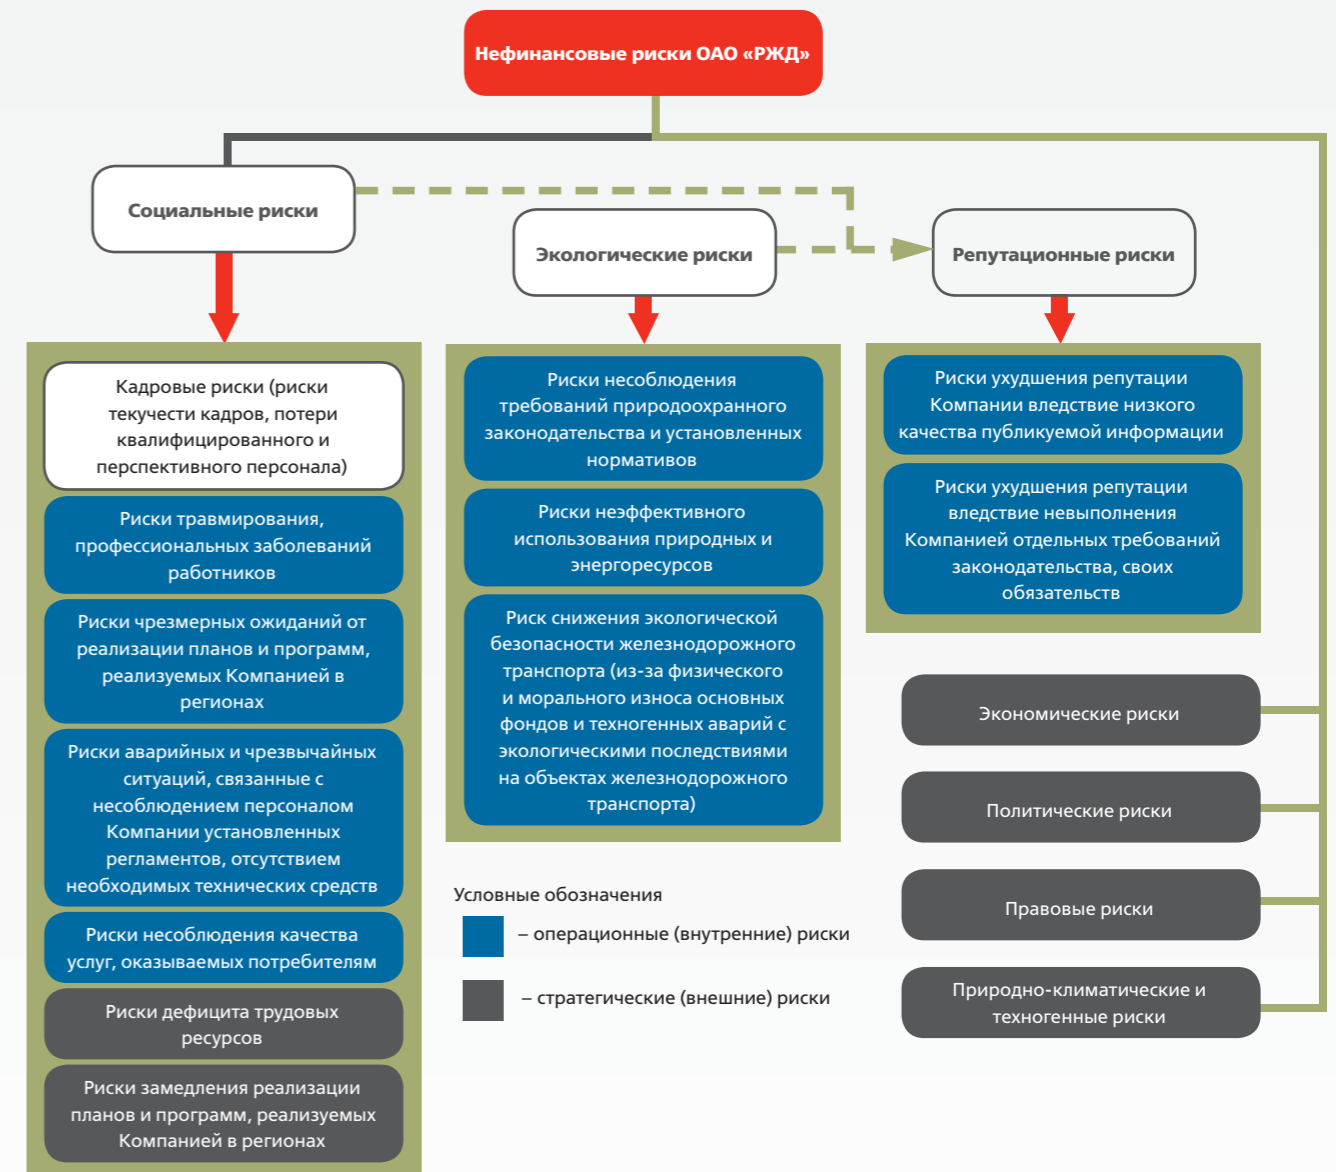 Нефинансовые риски ОАО «РЖД»
Социальные риски
Экологические риски
Репутационные риски
Кадровые риски (риски
текучести кадров, потери
квалифицированного и
перспективного персонала)
Риски травмирования,
профессиональных заболеваний
работников
Риски чрезмерных ожиданий от
реализации планов и программ,
реализуемых Компанией в
регионах
Риски аварийных и чрезвычайных
ситуаций, связанные с
несоблюдением персоналом
Компании установленных
регламентов, отсутствием
необходимых технических средств
Риски несоблюдения качества
услуг, оказываемых потребителям
Риски дефицита трудовых
ресурсов
Риски замедления реализации
планов и программ, реализуемых
Компанией в регионах
Риски несоблюдения
требований природоохранного
законодательства и установленных
нормативов
Риски неэффективного
использования природных и
энергоресурсов
Риск снижения экологической
безопасности железнодорожного
транспорта (из-за физического
и морального износа основных
фондов и техногенных аварий с
экологическими последствиями
на объектах железнодорожного
транспорта)
Риски ухудшения репутации
Компании вследствие низкого
качества публикуемой информации
Риски ухудшения репутации
вследствие невыполнения
Компанией отдельных требований
законодательства, своих
обязательств
Экономические риски
Политические риски
Правовые риски
Природно-климатические и
техногенные риски
Условные обозначения
– операционные (внутренние) риски
– стратегические (внешние) риски